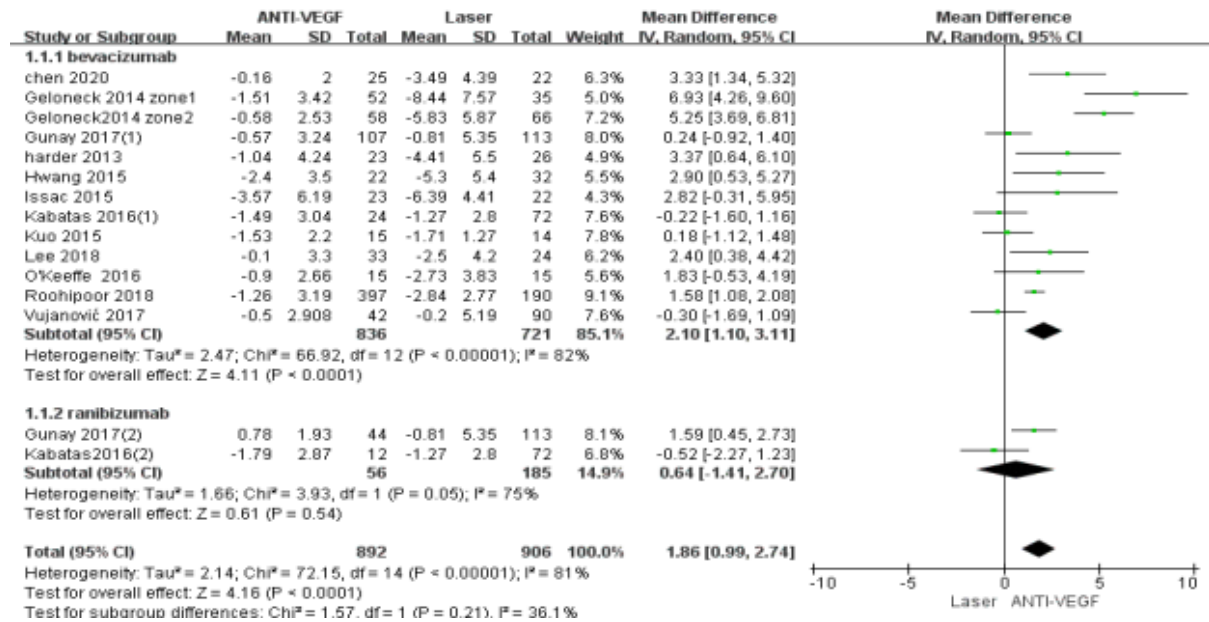 ANTI-VEGF Laser Mean Difference Mean Difference
Study or Subgroup Mean SD Total Mean SD Total Weight IV, Random, 95% CI IV, Random, 95% CI
1.1.1 bevacizumab
chen 2020 -0.16 2 25 -3.49 4.39 22 6.3% 3.33 [1.34, 5.32]
Geloneck 2014 zone1 -1.51 3.42 52 -8.44 7.57 35 5.0% 6.93 [4.26, 9.60]
Geloneck2014 zone2 -0.58 2.53 58 -5.83 5.87 66 7.2% 5.25 [3.69, 6.81]
Gunay 2017(1) -0.57 3.24 107 -0.81 5.35 113 8.0% 0.24 [-0.92, 1.40]
harder 2013 -1.04 4.24 23 -4.41 5.5 26 4.9% 3.37 [0.64, 6.10]
Hwang 2015 -2.4 3.5 22 -5.3 5.4 32 5.6% 2.90 [0.53, 5.27]
Issac 2015 -3.57 6.19 23 -6.39 4.41 22 4.3% 2.82 [-0.31, 5.95]
Kabatas 2016(1) -1.49 3.04 24 -1.27 2.8 72 7.6% -0.22 [-1.60, 1.16]
Kuo 2015 -1.53 2.2 15 -1.71 1.27 14 7.8% 0.18 [-1.12, 1.48]
Lee 2018 -0.1 3.3 33 -2.5 4.2 24 6.2% 2.40 [0.38, 4.42]
O'Keeffe 2016 -0.9 2.66 15 -2.73 3.83 15 5.6% 1.83 [-0.53, 4.19]
Roohipoor 2018 -1.26 3.19 397 -2.84 2.77 190 9.1% 1.58 [1.08, 2.08]
Vujanović 2017 -0.5 2.908 42 -0.2 5.19 90 7.6% -0.30 [-1.69, 1.09]
Subtotal (95% CI) 836 721 85.1% 2.10 [1.10, 3.11]
Heterogeneity: Tau² = 2.47; Chi² = 66.92, df = 12 (P < 0.00001); I² = 82%
Test for overall effect: Z = 4.11 (P < 0.0001)
1.1.2 ranibizumab
Gunay 2017(2) 0.78 1.93 44 -0.81 5.35 113 8.1% 1.59 [0.45, 2.73]
Kabatas2016(2) -1.79 2.87 12 -1.27 2.8 72 6.8% -0.52 [-2.27, 1.23]
Subtotal (95% CI) 56 185 14.9% 0.64 [-1.41, 2.70]
Heterogeneity: Tau² = 1.66; Chi² = 3.93, df = 1 (P = 0.05); I² = 75%
Test for overall effect: Z = 0.61 (P = 0.54)
Total (95% CI) 892 906 100.0% 1.86 [0.99, 2.74]
Heterogeneity: Tau² = 2.14; Chi² = 72.15, df = 14 (P < 0.00001); I² = 81%
Test for overall effect: Z = 4.16 (P < 0.0001)
Test for subgroup differences: Chi² = 1.57, df = 1 (P = 0.21), I² = 36.1%
-10 -5 0 5 10
Laser ANTI-VEGF